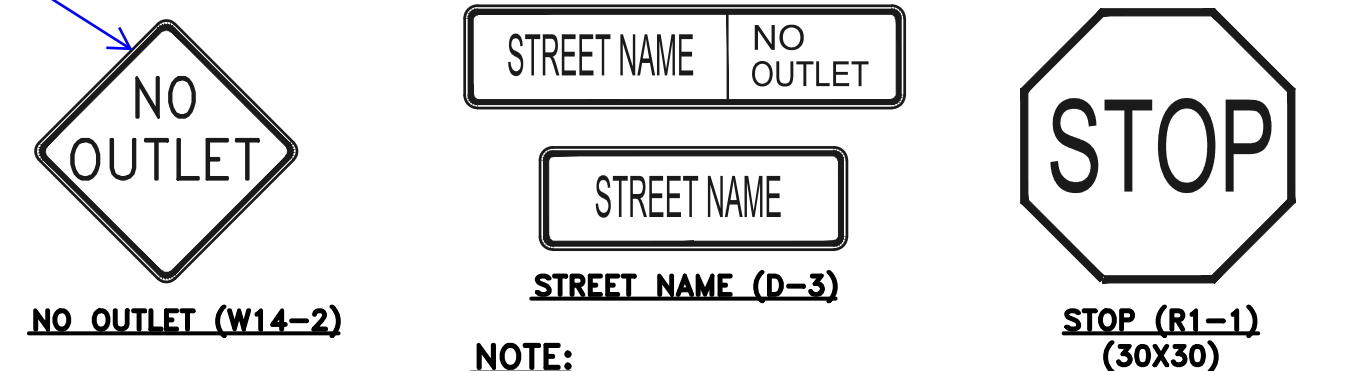 NO
OUTLET
NO OUTLET (W14-2)
STREET NAME
NO
OUTLET
STREET NAME
STREET NAME (D-3)
NOTE:
STOP
STOP (R1-1)
(30X30)